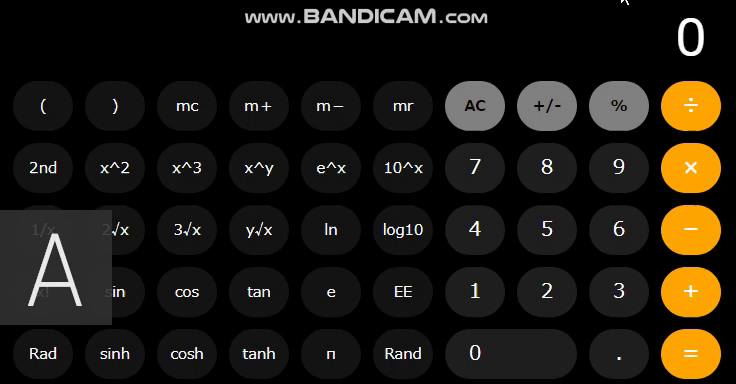 www.BANDICAM.com
0
( ) mc m+ m− mr AC +/- % ÷
2nd x^2 x^3 x^y e^x 10^x 7 8 9 ×
1/x 2√x 3√x y√x ln log10 4 5 6 −
A
x! sin cos tan e EE 1 2 3 +
Rad sinh cosh tanh п Rand 0 . =